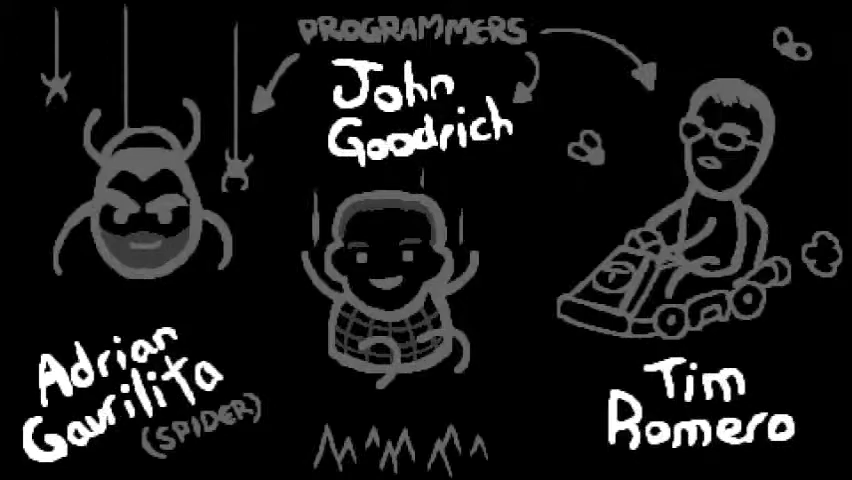 PROGRAMMERS
John
Goodrich
Adrian
Gavrilita
(SPIDER)
Tim
Romero